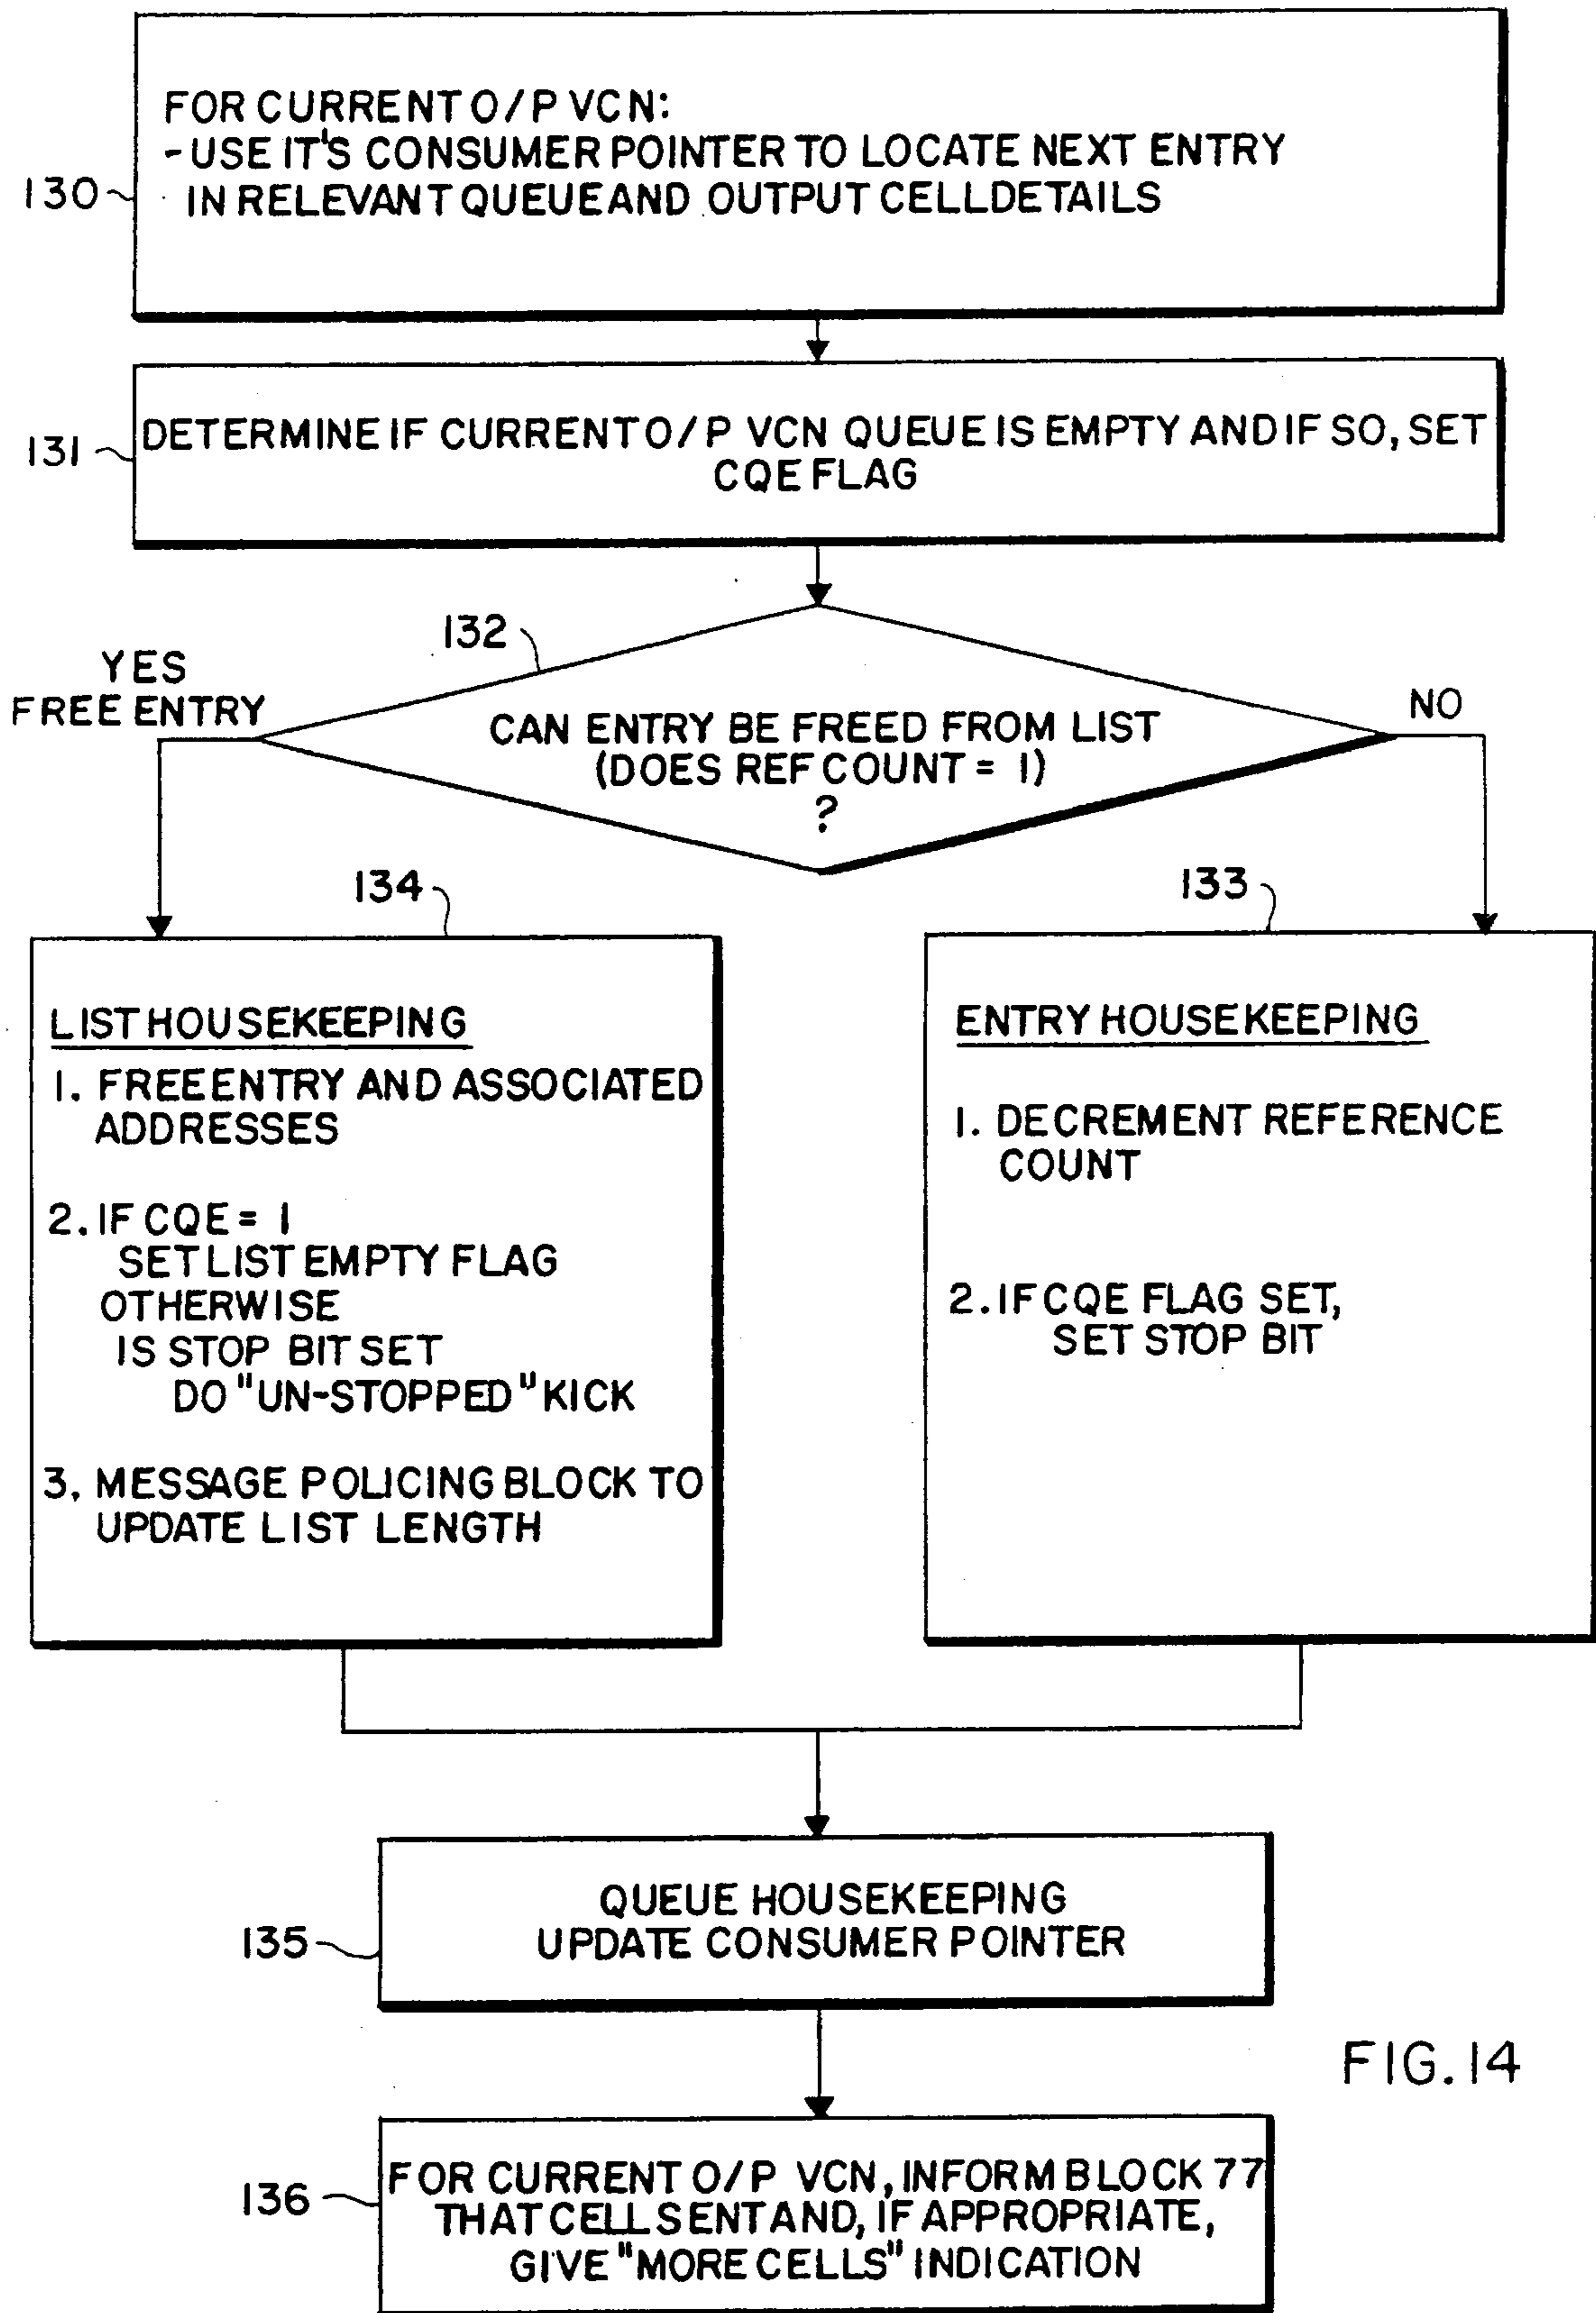 FOR CURRENT O/P VCN:
- USE IT'S CONSUMER POINTER TO LOCATE NEXT ENTRY
IN RELEVANT QUEUE AND OUTPUT CELL DETAILS
130
DETERMINE IF CURRENT O/P VCN QUEUE IS EMPTY AND IF SO, SET
CQE FLAG
131
132
YES
FREE ENTRY
NO
CAN ENTRY BE FREED FROM LIST
(DOES REF COUNT = 1)
?
134
133
LIST HOUSEKEEPING
1. FREE ENTRY AND ASSOCIATED
ADDRESSES
2. IF CQE = 1
SET LIST EMPTY FLAG
OTHERWISE
IS STOP BIT SET
DO "UN-STOPPED" KICK
3. MESSAGE POLICING BLOCK TO
UPDATE LIST LENGTH
ENTRY HOUSEKEEPING
1. DECREMENT REFERENCE
COUNT
2. IF CQE FLAG SET,
SET STOP BIT
QUEUE HOUSEKEEPING
UPDATE CONSUMER POINTER
135
FIG. 14
FOR CURRENT O/P VCN, INFORM BLOCK 77
THAT CELL SENT AND, IF APPROPRIATE,
GIVE "MORE CELLS" INDICATION
136